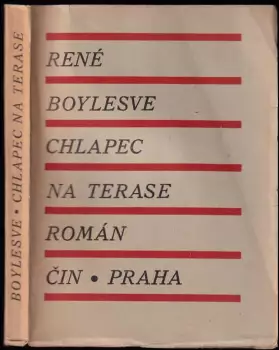 BOYLESVE • CHLAPEC NA TERASE
RENÉ
BOYLESVE
CHLAPEC
NA TERASE
ROMÁN
ČIN • PRAHA